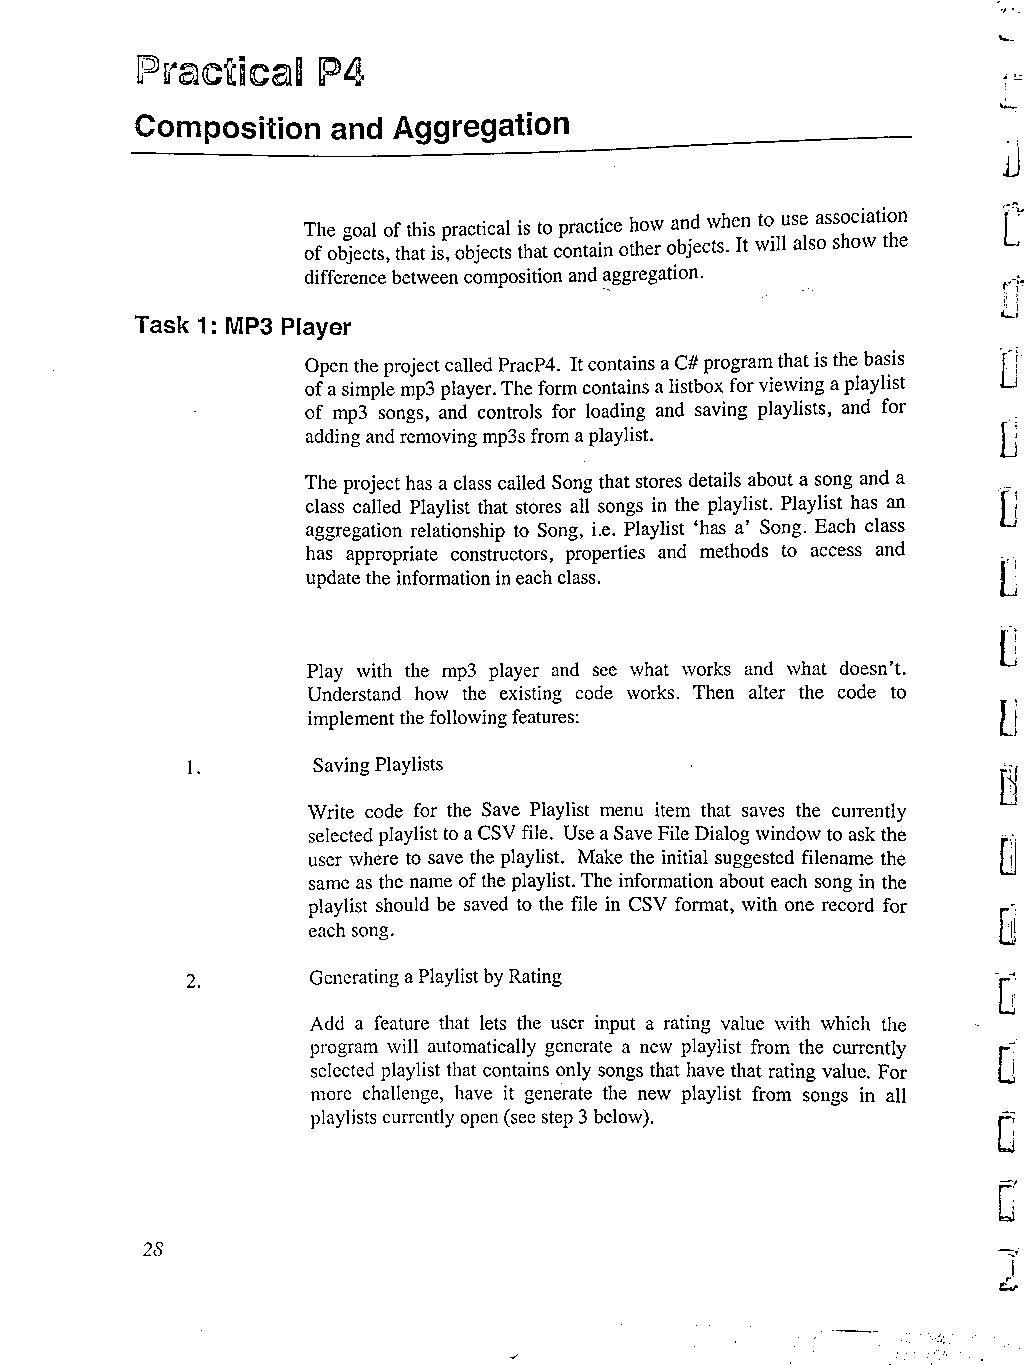 Practical P4
Composition and Aggregation
The goal of this practical is to practice how and when to use association
of objects, that is, objects that contain other objects. It will also show the
difference between composition and aggregation.
Task 1: MP3 Player
Open the project called PracP4. It contains a C# program that is the basis
of a simple mp3 player. The form contains a listbox for viewing a playlist
of mp3 songs, and controls for loading and saving playlists, and for
adding and removing mp3s from a playlist.
The project has a class called Song that stores details about a song and a
class called Playlist that stores all songs in the playlist. Playlist has an
aggregation relationship to Song, i.e. Playlist ‘has a’ Song. Each class
has appropriate constructors, properties and methods to access and
update the information in each class.
Play with the mp3 player and see what works and what doesn’t.
Understand how the existing code works. Then alter the code to
implement the following features:
1. Saving Playlists
Write code for the Save Playlist menu item that saves the currently
selected playlist to a CSV file. Use a Save File Dialog window to ask the
user where to save the playlist. Make the initial suggested filename the
same as the name of the playlist. The information about each song in the
playlist should be saved to the file in CSV format, with one record for
each song.
2. Generating a Playlist by Rating
Add a feature that lets the user input a rating value with which the
program will automatically generate a new playlist from the currently
selected playlist that contains only songs that have that rating value. For
more challenge, have it generate the new playlist from songs in all
playlists currently open (see step 3 below).
28